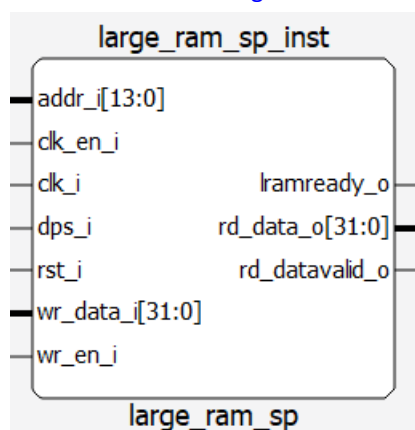 large_ram_sp_inst
addr_i[13:0]
clk_en_i
clk_i
lramready_o
dps_i
rd_data_o[31:0]
rst_i
rd_datavalid_o
wr_data_i[31:0]
wr_en_i
large_ram_sp